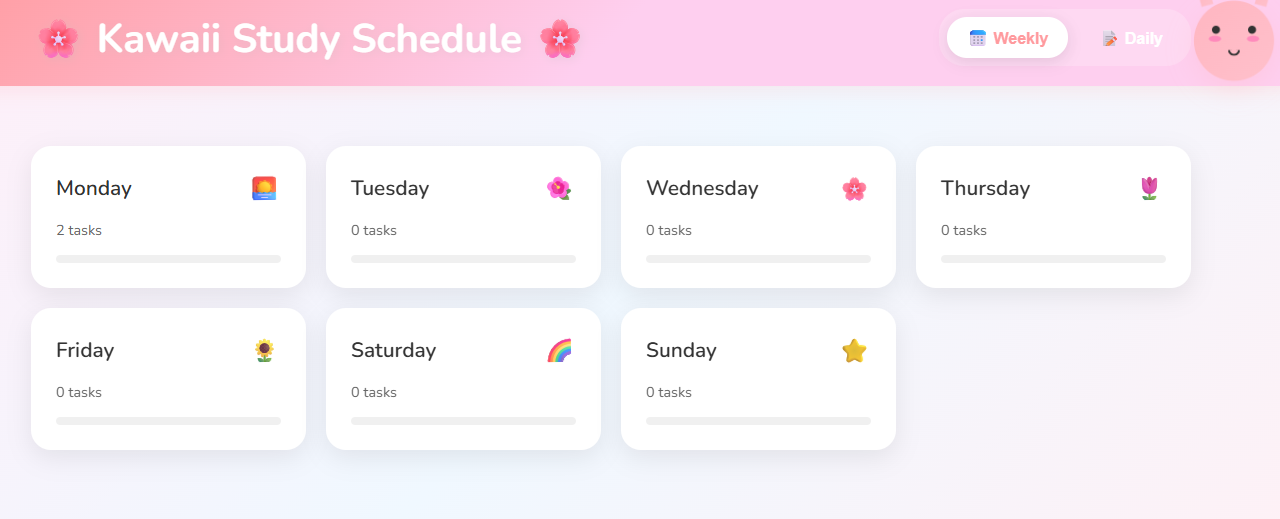 Kawaii Study Schedule
Weekly
Daily
Monday
2 tasks
Tuesday
0 tasks
Wednesday
0 tasks
Thursday
0 tasks
Friday
0 tasks
Saturday
0 tasks
Sunday
0 tasks